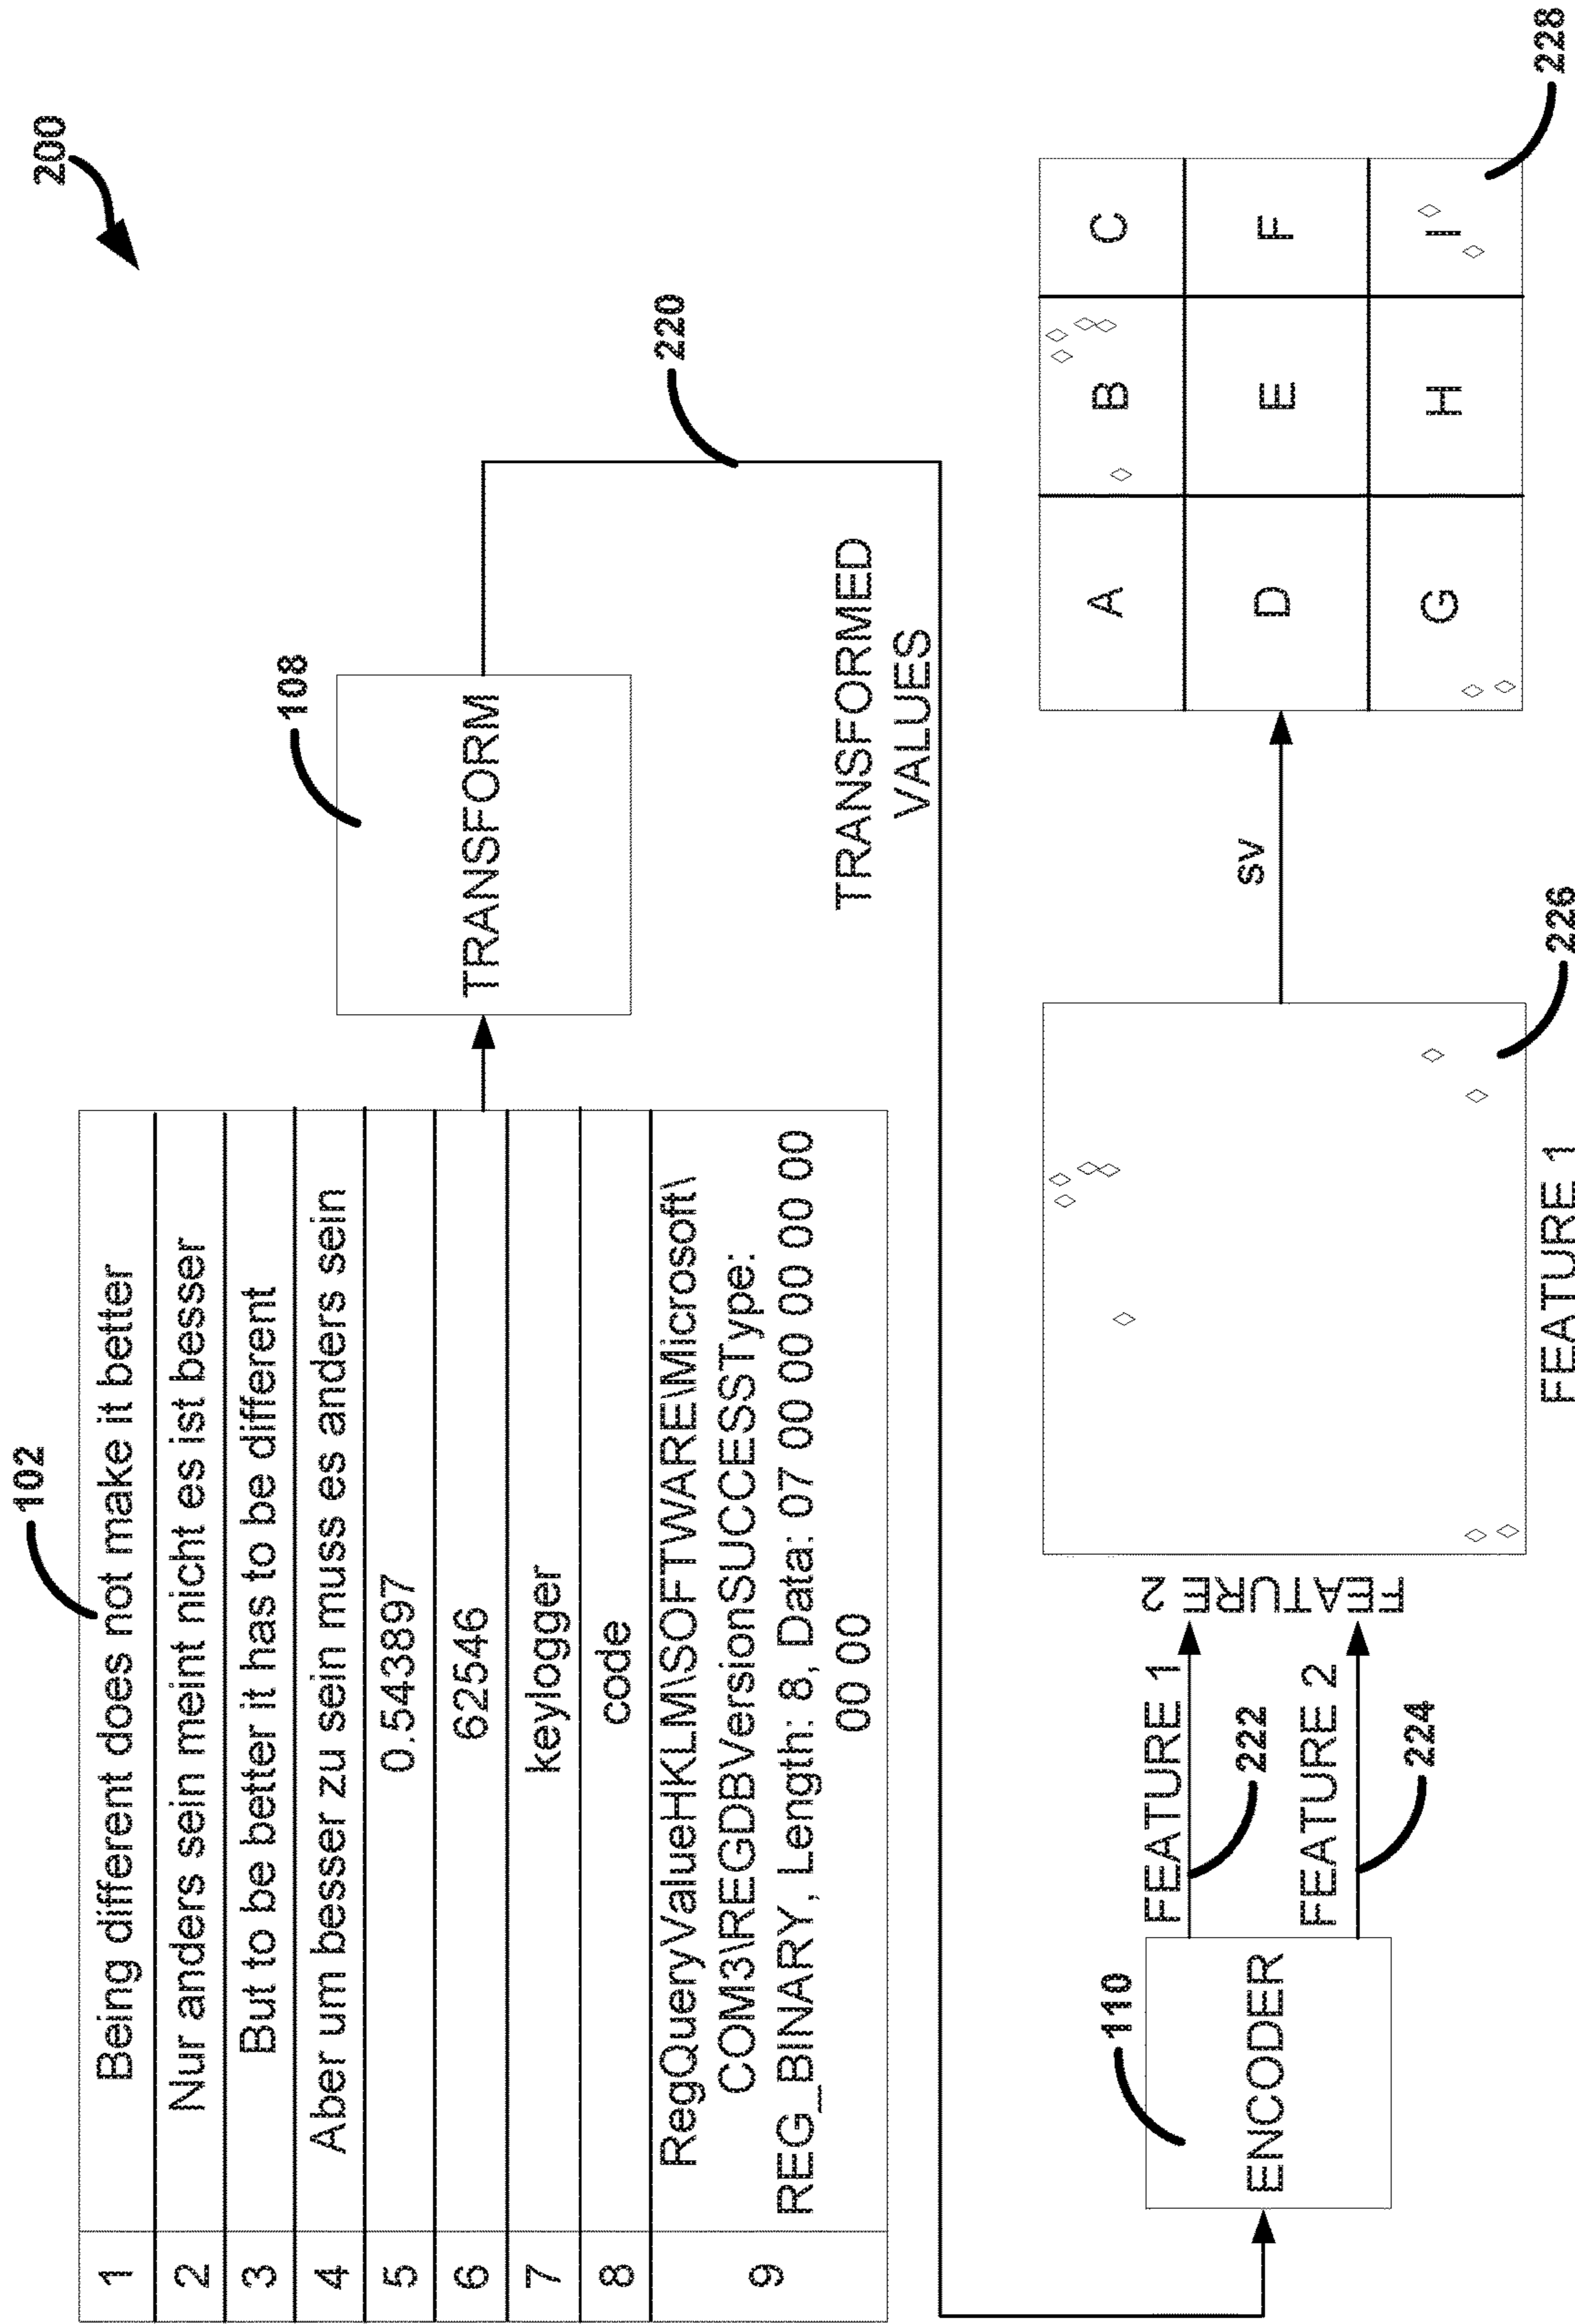 200
102
1 Being different does not make it better
2 Nur anders sein meint nicht es ist besser
3 But to be better it has to be different
4 Aber um besser zu sein muss es anders sein
5 0.543897
6 62546
7 keylogger
8 code
9 RegQueryValueHKLM\SOFTWARE\Microsoft\
COM3\REGDBVersionSUCCESSType:
REG_BINARY, Length: 8, Data: 07 00 00 00 00 00
00 00
108
TRANSFORM
220
TRANSFORMED
VALUES
110
ENCODER
FEATURE 1
222
FEATURE 2
224
FEATURE 2
FEATURE 1
226
SV
A B C
D E F
G H I
228